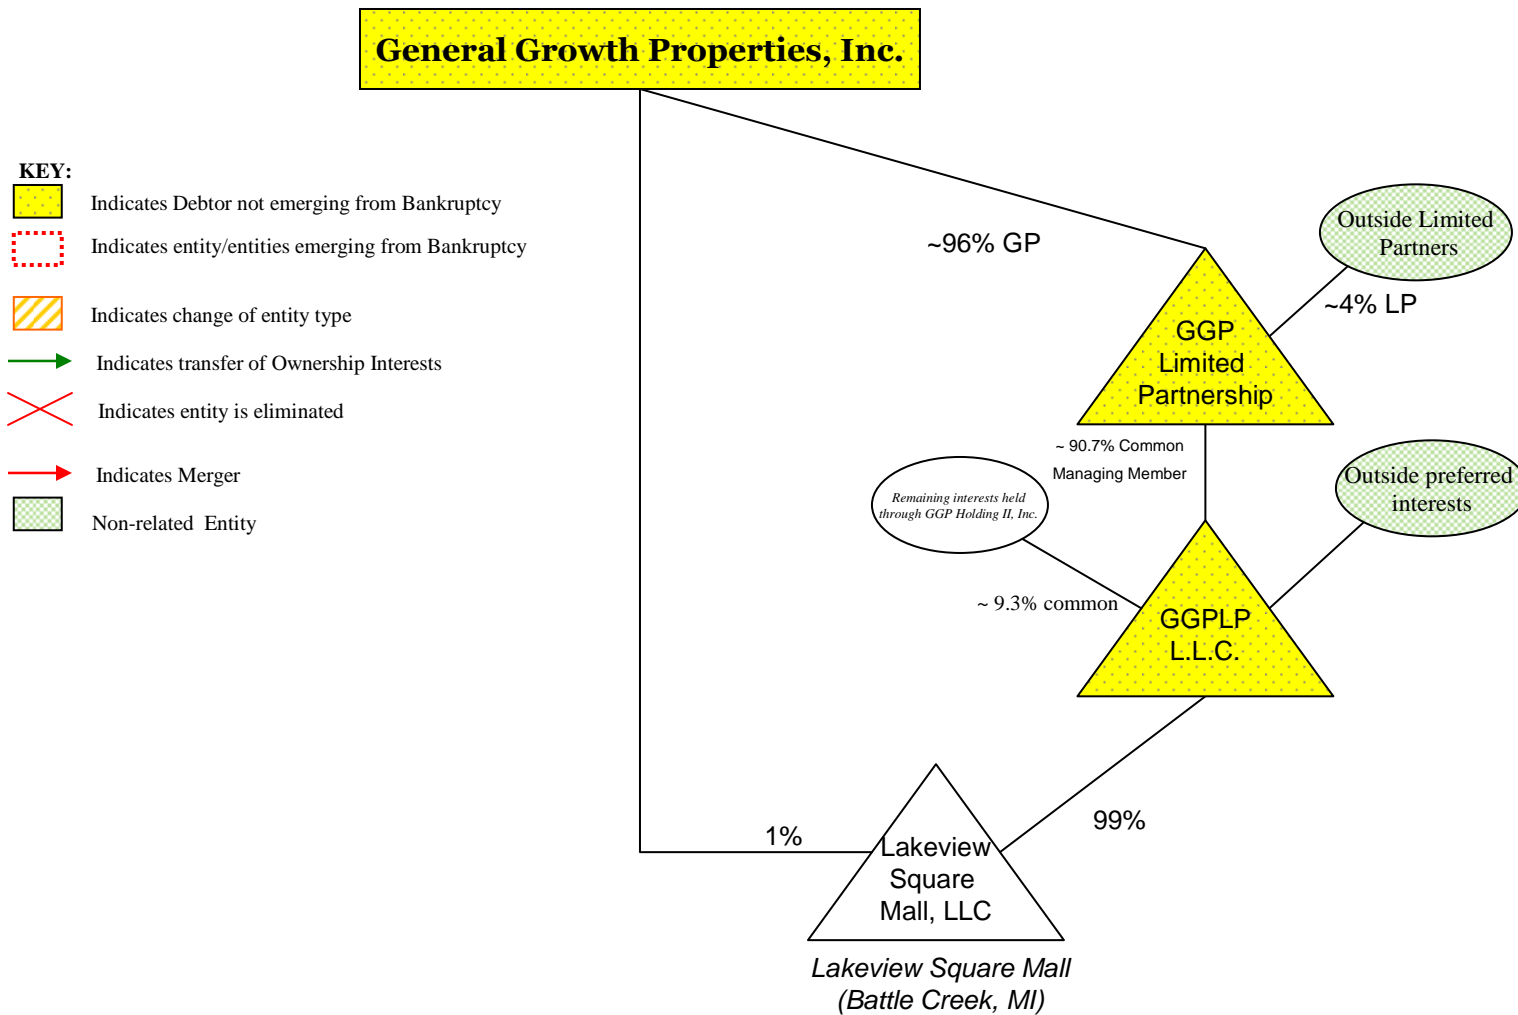 General Growth Properties, Inc.
KEY:
Indicates Debtor not emerging from Bankruptcy
Indicates entity/entities emerging from Bankruptcy
Indicates change of entity type
Indicates transfer of Ownership Interests
Indicates entity is eliminated
Indicates Merger
Non-related Entity
~96% GP
Outside Limited
Partners
~4% LP
GGP
Limited
Partnership
~ 90.7% Common
Managing Member
Remaining interests held
through GGP Holding II, Inc.
Outside preferred
interests
~ 9.3% common
GGPLP
L.L.C.
1%
99%
Lakeview
Square
Mall, LLC
Lakeview Square Mall
(Battle Creek, MI)